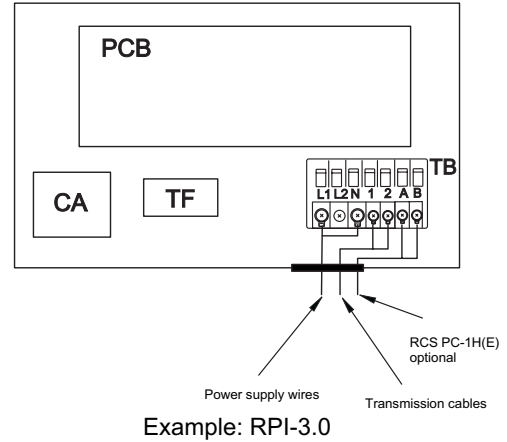 PCB
TB
L1 L2 N 1 2 A B
CA
TF
RCS PC-1H(E)
optional
Power supply wires
Transmission cables
Example: RPI-3.0